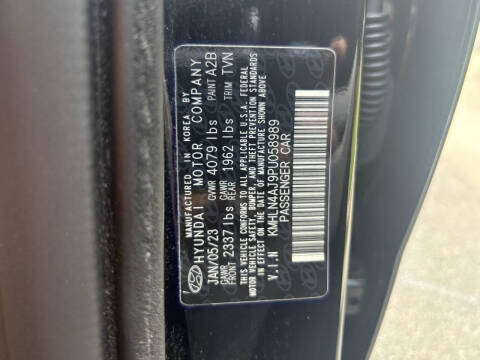 MANUFACTURED IN KOREA BY
HYUNDAI MOTOR COMPANY
JAN/05/23 GVWR 4079 lbs PAINT A2B
GAWR FRONT 2337 lbs GAWR REAR 1962 lbs TRIM TVN
THIS VEHICLE CONFORMS TO ALL APPLICABLE U.S.A. FEDERAL
MOTOR VEHICLE SAFETY, BUMPER, AND THEFT PREVENTION STANDARDS
IN EFFECT ON THE DATE OF MANUFACTURE SHOWN ABOVE.
V.I.N KMHLN4AJ9PU058989
PASSENGER CAR